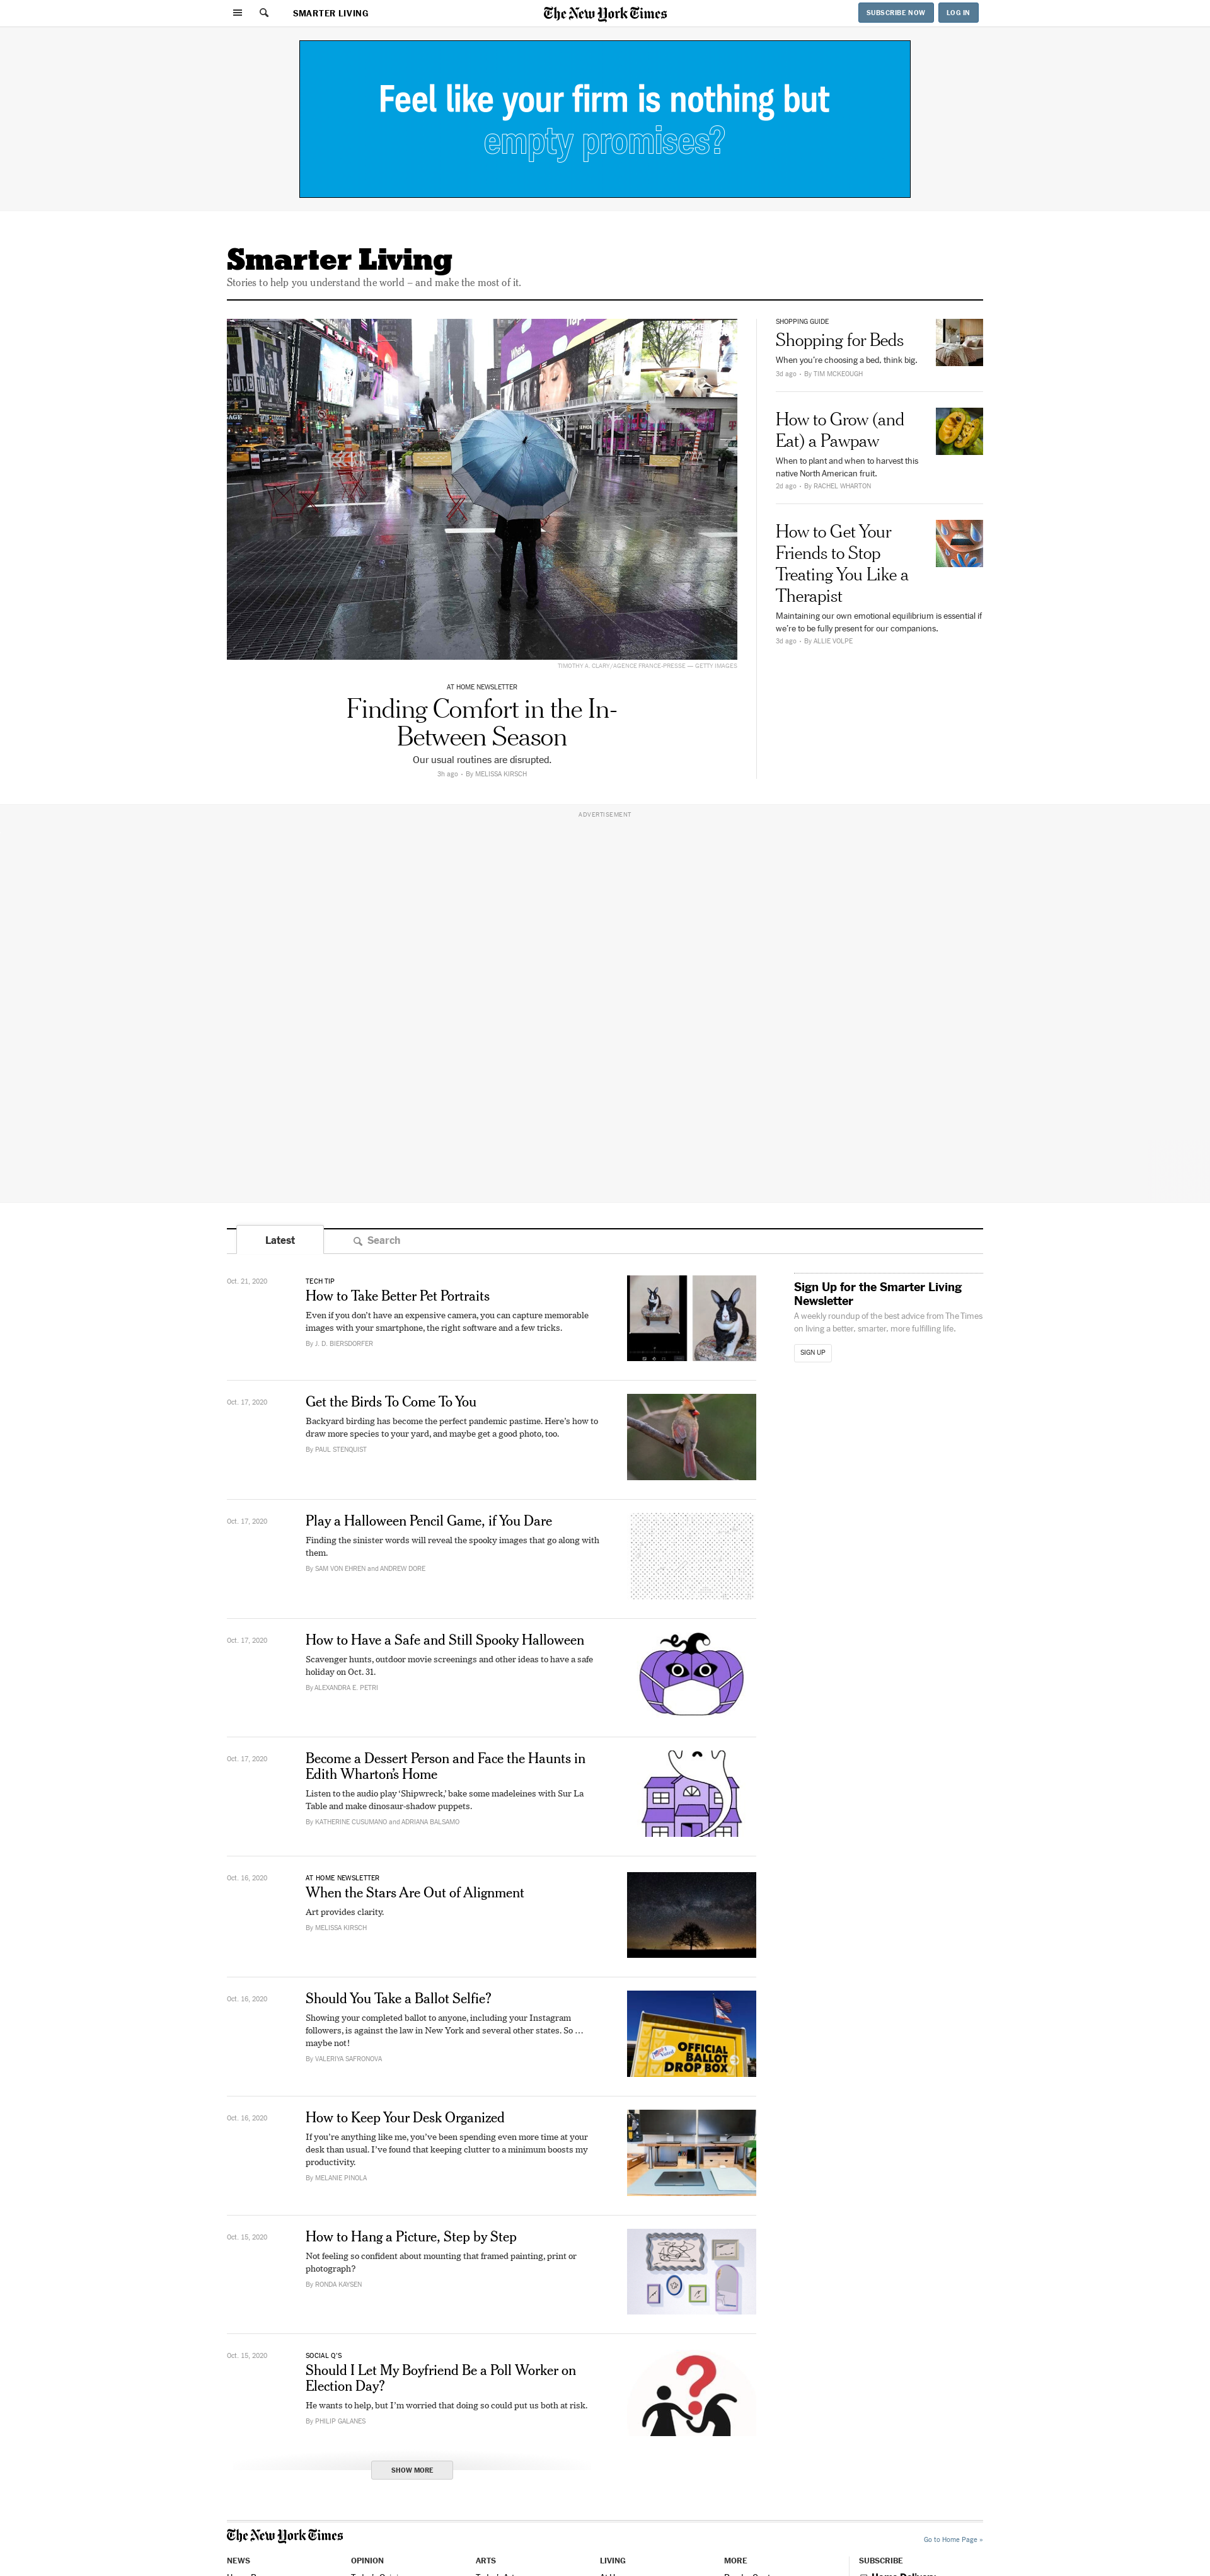 SMARTER LIVING
The New York Times
SUBSCRIBE NOW
LOG IN
Feel like your firm is nothing but
empty promises?
Smarter Living
Stories to help you understand the world – and make the most of it.
TIMOTHY A. CLARY/AGENCE FRANCE-PRESSE — GETTY IMAGES
AT HOME NEWSLETTER
Finding Comfort in the In-
Between Season
Our usual routines are disrupted.
3h ago · By MELISSA KIRSCH
SHOPPING GUIDE
Shopping for Beds
When you’re choosing a bed, think big.
3d ago · By TIM MCKEOUGH
How to Grow (and
Eat) a Pawpaw
When to plant and when to harvest this
native North American fruit.
2d ago · By RACHEL WHARTON
How to Get Your
Friends to Stop
Treating You Like a
Therapist
Maintaining our own emotional equilibrium is essential if
we’re to be fully present for our companions.
3d ago · By ALLIE VOLPE
ADVERTISEMENT
Latest
Search
Oct. 21, 2020
TECH TIP
How to Take Better Pet Portraits
Even if you don’t have an expensive camera, you can capture memorable
images with your smartphone, the right software and a few tricks.
By J. D. BIERSDORFER
Sign Up for the Smarter Living
Newsletter
A weekly roundup of the best advice from The Times
on living a better, smarter, more fulfilling life.
SIGN UP
Oct. 17, 2020
Get the Birds To Come To You
Backyard birding has become the perfect pandemic pastime. Here’s how to
draw more species to your yard, and maybe get a good photo, too.
By PAUL STENQUIST
Oct. 17, 2020
Play a Halloween Pencil Game, if You Dare
Finding the sinister words will reveal the spooky images that go along with
them.
By SAM VON EHREN and ANDREW DORE
Oct. 17, 2020
How to Have a Safe and Still Spooky Halloween
Scavenger hunts, outdoor movie screenings and other ideas to have a safe
holiday on Oct. 31.
By ALEXANDRA E. PETRI
Oct. 17, 2020
Become a Dessert Person and Face the Haunts in
Edith Wharton’s Home
Listen to the audio play ‘Shipwreck,’ bake some madeleines with Sur La
Table and make dinosaur-shadow puppets.
By KATHERINE CUSUMANO and ADRIANA BALSAMO
Oct. 16, 2020
AT HOME NEWSLETTER
When the Stars Are Out of Alignment
Art provides clarity.
By MELISSA KIRSCH
Oct. 16, 2020
Should You Take a Ballot Selfie?
Showing your completed ballot to anyone, including your Instagram
followers, is against the law in New York and several other states. So …
maybe not!
By VALERIYA SAFRONOVA
OFFICIAL
BALLOT
DROP BOX
Oct. 16, 2020
How to Keep Your Desk Organized
If you’re anything like me, you’ve been spending even more time at your
desk than usual. I’ve found that keeping clutter to a minimum boosts my
productivity.
By MELANIE PINOLA
Oct. 15, 2020
How to Hang a Picture, Step by Step
Not feeling so confident about mounting that framed painting, print or
photograph?
By RONDA KAYSEN
Oct. 15, 2020
SOCIAL Q’S
Should I Let My Boyfriend Be a Poll Worker on
Election Day?
He wants to help, but I’m worried that doing so could put us both at risk.
By PHILIP GALANES
?
SHOW MORE
The New York Times
Go to Home Page »
NEWS
OPINION
ARTS
LIVING
MORE
SUBSCRIBE